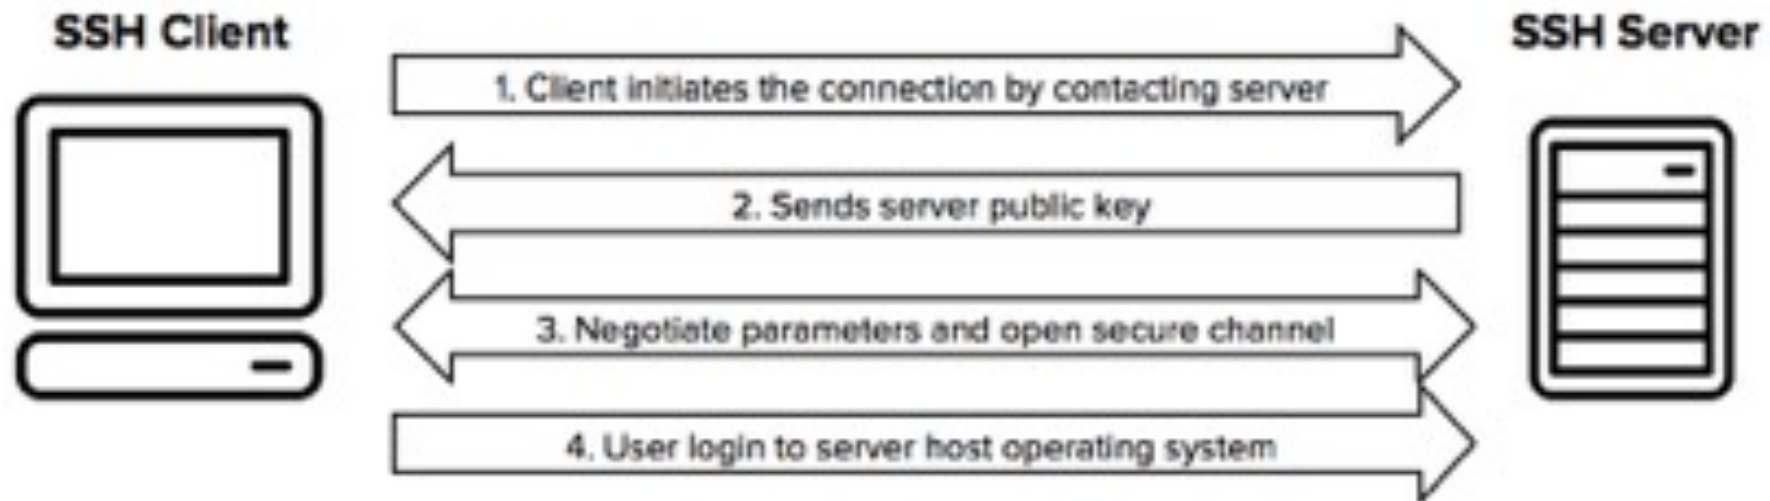 SSH Client
SSH Server
1. Client initiates the connection by contacting server
2. Sends server public key
3. Negotiate parameters and open secure channel
4. User login to server host operating system